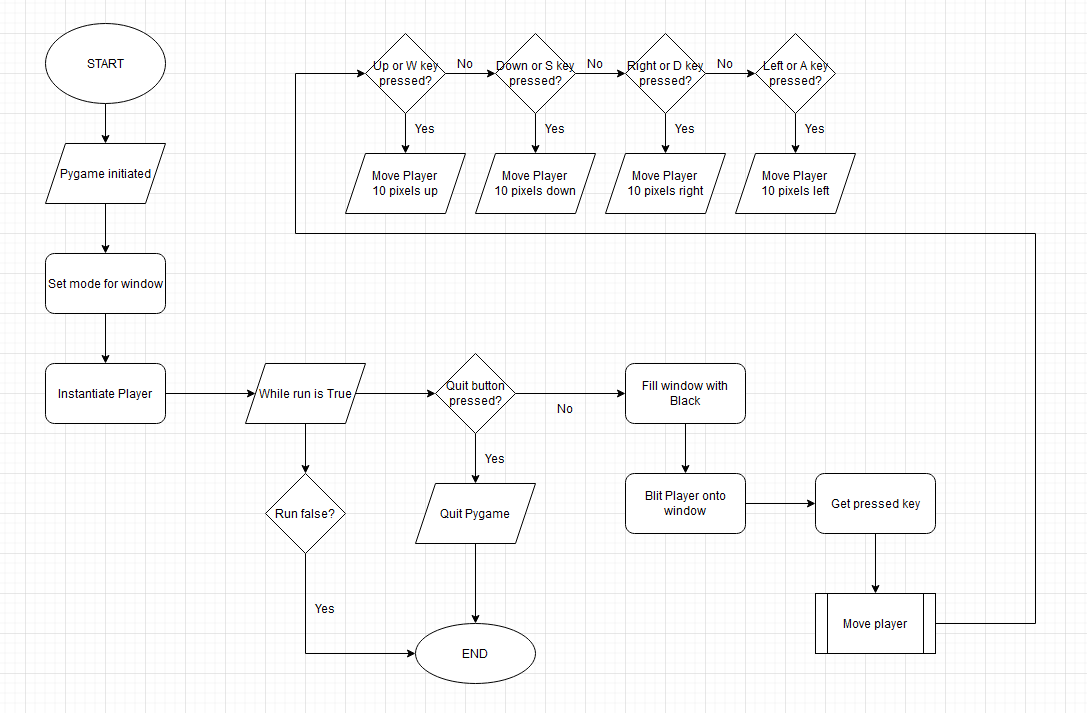 START
Up or W key
pressed?
No
Down or S key
pressed?
No
Right or D key
pressed?
No
Left or A key
pressed?
Yes
Yes
Yes
Yes
Pygame initiated
Move Player
10 pixels up
Move Player
10 pixels down
Move Player
10 pixels right
Move Player
10 pixels left
Set mode for window
Instantiate Player
While run is True
Quit button
pressed?
No
Fill window with
Black
Yes
Run false?
Quit Pygame
Blit Player onto
window
Get pressed key
Yes
Move player
END